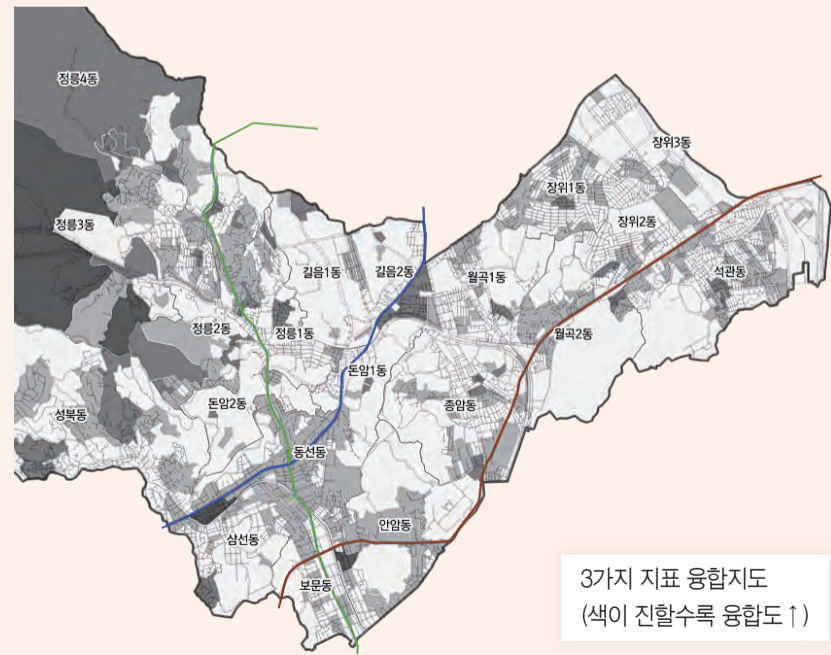 정릉4동
장위3동
장위1동
정릉3동
장위2동
길음1동
길음2동
월곡1동
석관동
정릉2동
정릉1동
월곡2동
돈암1동
성북동
돈암2동
종암동
동선동
삼선동
안암동
보문동
3가지 지표 융합지도
(색이 진할수록 융합도↑)